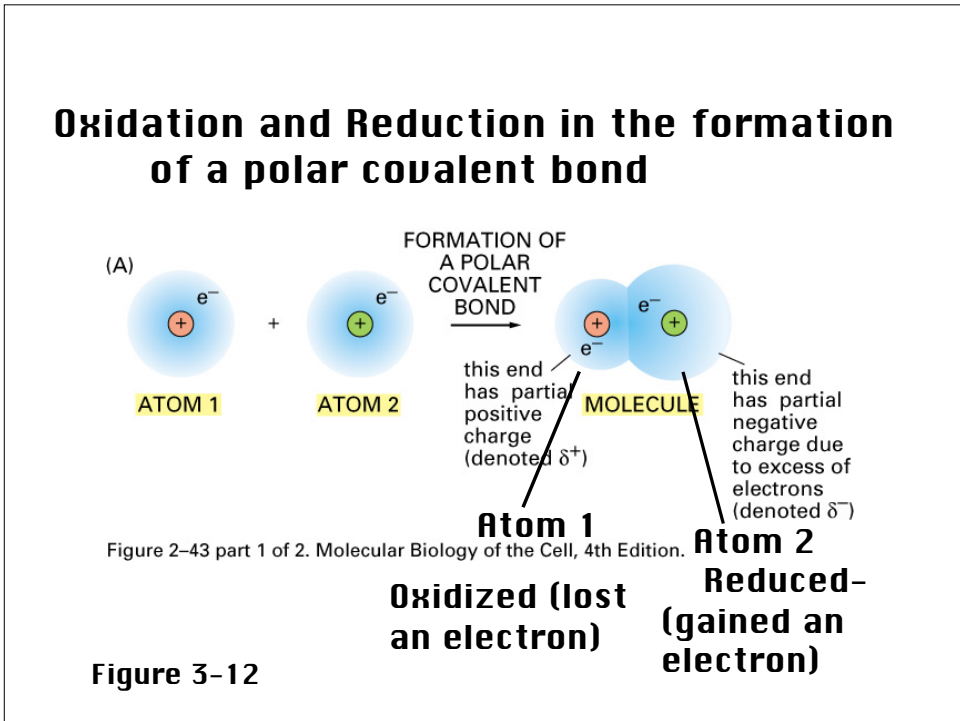 Oxidation and Reduction in the formation
of a polar covalent bond
(A)
e⁻
+
ATOM 1
+
e⁻
+
ATOM 2
FORMATION OF
A POLAR
COVALENT
BOND
+
e⁻
e⁻
+
MOLECULE
this end
has partial
positive
charge
(denoted δ⁺)
this end
has partial
negative
charge due
to excess of
electrons
(denoted δ⁻)
Figure 2–43 part 1 of 2. Molecular Biology of the Cell, 4th Edition.
Atom 1
Oxidized (lost
an electron)
Atom 2
Reduced-
(gained an
electron)
Figure 3-12